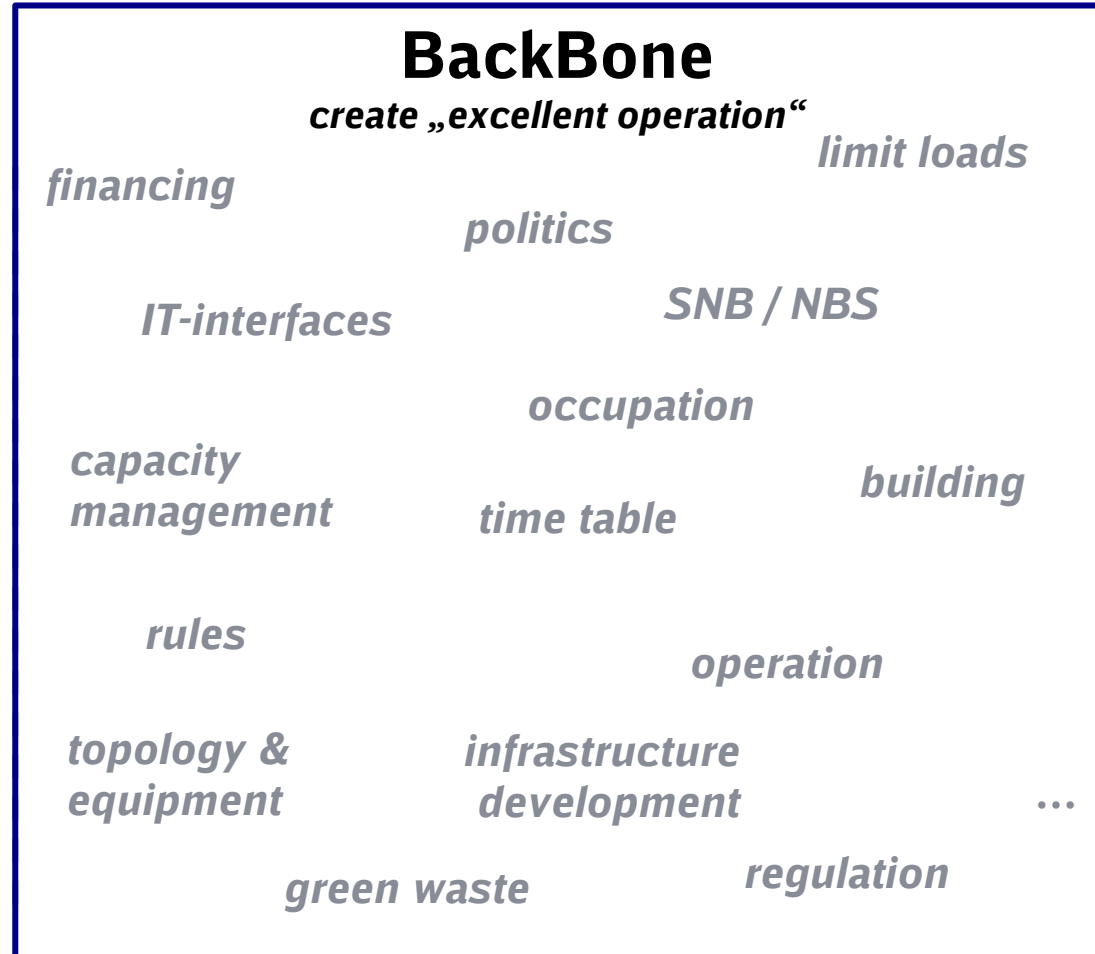 BackBone
create „excellent operation“
limit loads
financing
politics
SNB / NBS
IT-interfaces
occupation
capacity
management
building
time table
rules
operation
topology &
equipment
infrastructure
development
...
regulation
green waste